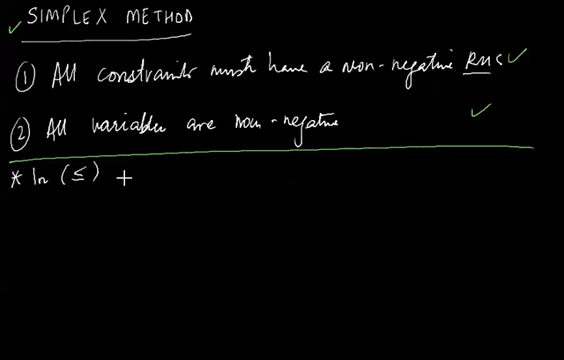 ✓ SIMPLEX METHOD
① All constraints must have a non-negative RHS ✓
② All variables are non-negative ✓
* In (≤) +